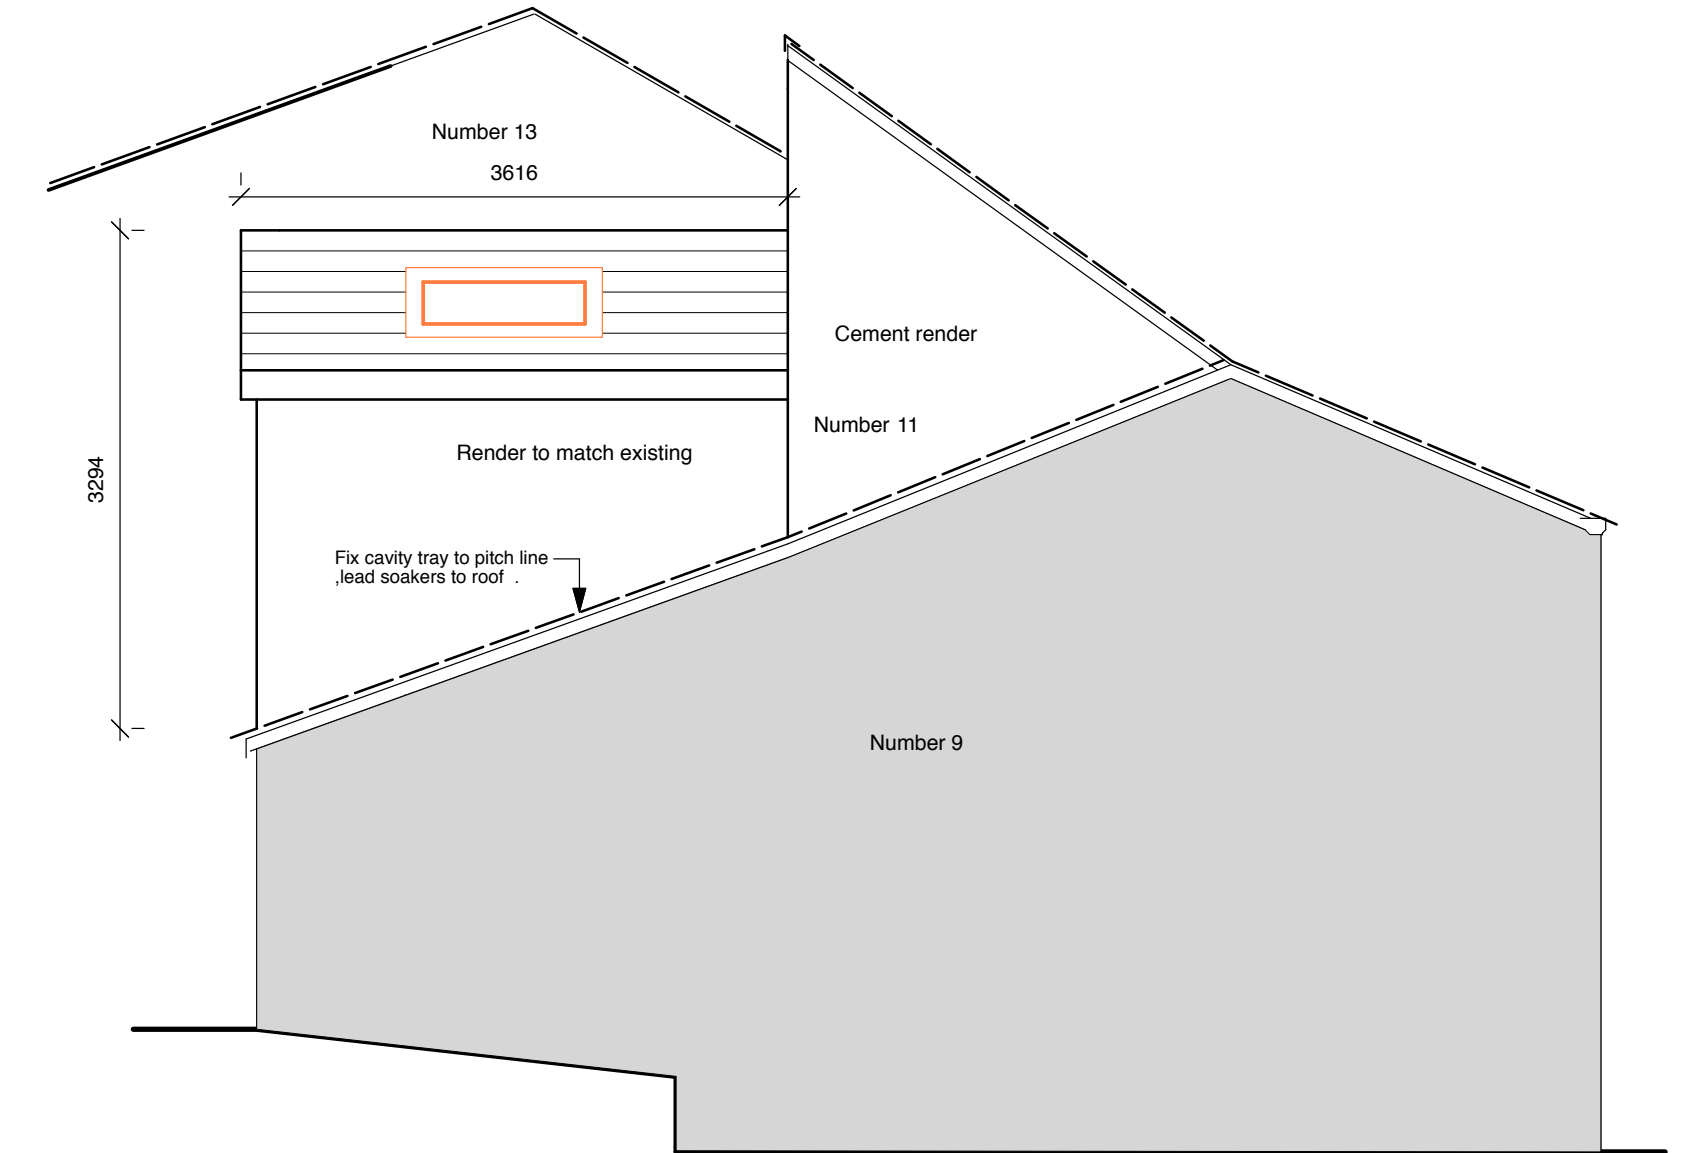 Number 13
3616
Cement render
Number 11
Render to match existing
3294
Fix cavity tray to pitch line
,lead soakers to roof .
Number 9